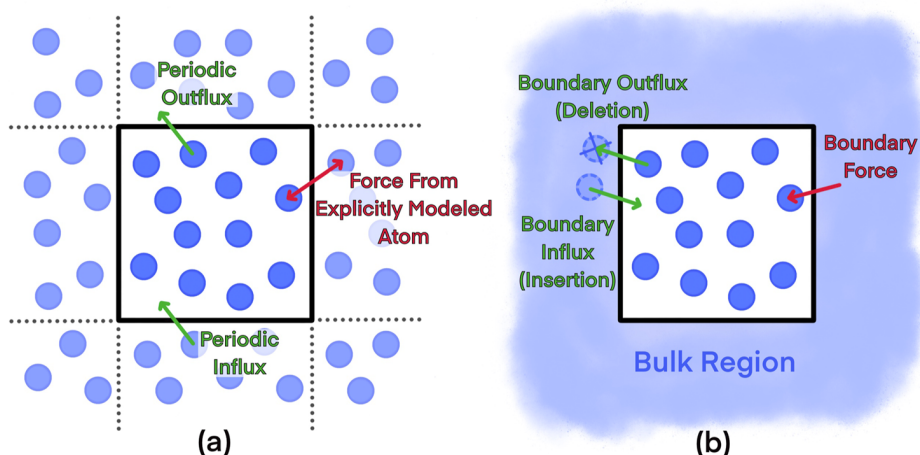 Periodic
Outflux
Force From
Explicitly Modeled
Atom
Periodic
Influx
(a)
Boundary Outflux
(Deletion)
Boundary
Force
Boundary
Influx
(Insertion)
Bulk Region
(b)